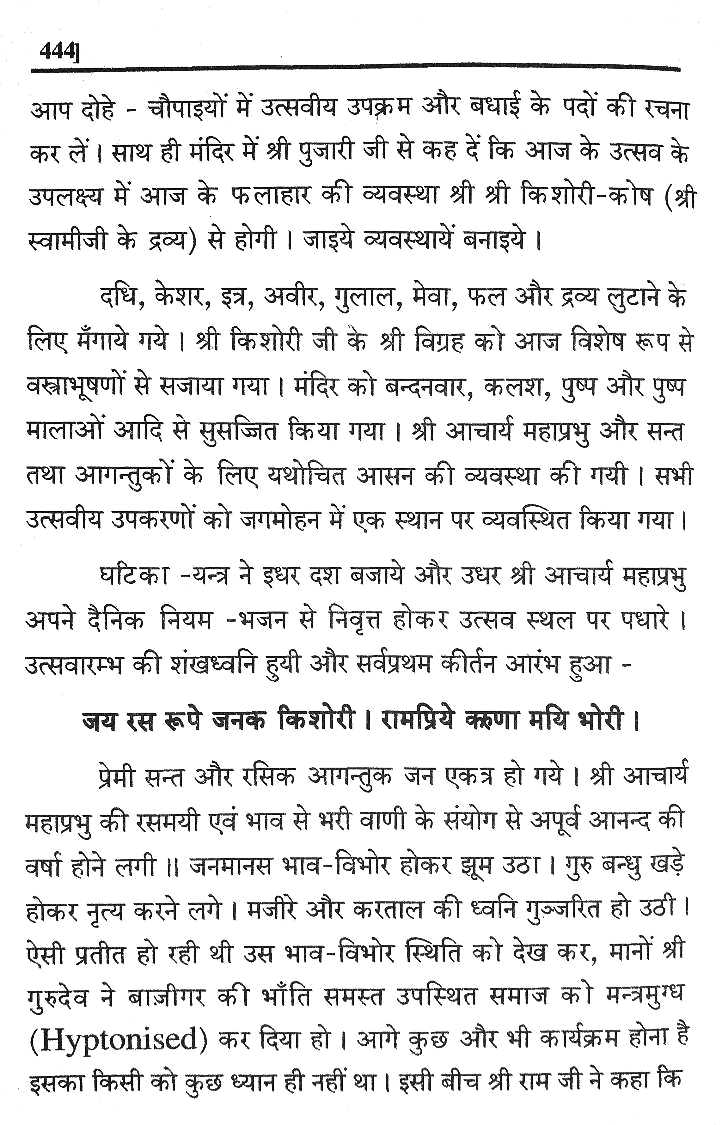 444]
आप दोहे - चौपाइयों में उत्सवीय उपक्रम और बधाई के पदों की रचना
कर लें । साथ ही मंदिर में श्री पुजारी जी से कह दें कि आज के उत्सव के
उपलक्ष्य में आज के फलाहार की व्यवस्था श्री श्री किशोरी-कोष (श्री
स्वामीजी के द्रव्य) से होगी । जाइये व्यवस्थायें बनाइये ।
दधि, केशर, इत्र, अवीर, गुलाल, मेवा, फल और द्रव्य लुटाने के
लिए मँगाये गये । श्री किशोरी जी के श्री विग्रह को आज विशेष रूप से
वस्त्राभूषणों से सजाया गया । मंदिर को बन्दनवार, कलश, पुष्प और पुष्प
मालाओं आदि से सुसज्जित किया गया । श्री आचार्य महाप्रभु और सन्त
तथा आगन्तुकों के लिए यथोचित आसन की व्यवस्था की गयी । सभी
उत्सवीय उपकरणों को जगमोहन में एक स्थान पर व्यवस्थित किया गया ।
घटिका -यन्त्र ने इधर दश बजाये और उधर श्री आचार्य महाप्रभु
अपने दैनिक नियम -भजन से निवृत्त होकर उत्सव स्थल पर पधारे ।
उत्सवारम्भ की शंखध्वनि हुयी और सर्वप्रथम कीर्तन आरंभ हुआ -
जय रस रूपे जनक किशोरी । रामप्रिये करुणा मयि भोरी ।
प्रेमी सन्त और रसिक आगन्तुक जन एकत्र हो गये । श्री आचार्य
महाप्रभु की रसमयी एवं भाव से भरी वाणी के संयोग से अपूर्व आनन्द की
वर्षा होने लगी ।। जनमानस भाव-विभोर होकर झूम उठा । गुरु बन्धु खड़े
होकर नृत्य करने लगे । मजीरे और करताल की ध्वनि गुञ्जरित हो उठी ।
ऐसी प्रतीत हो रही थी उस भाव-विभोर स्थिति को देख कर, मानों श्री
गुरुदेव ने बाज़ीगर की भाँति समस्त उपस्थित समाज को मन्त्रमुग्ध
(Hyptonised) कर दिया हो । आगे कुछ और भी कार्यक्रम होना है
इसका किसी को कुछ ध्यान ही नहीं था । इसी बीच श्री राम जी ने कहा कि